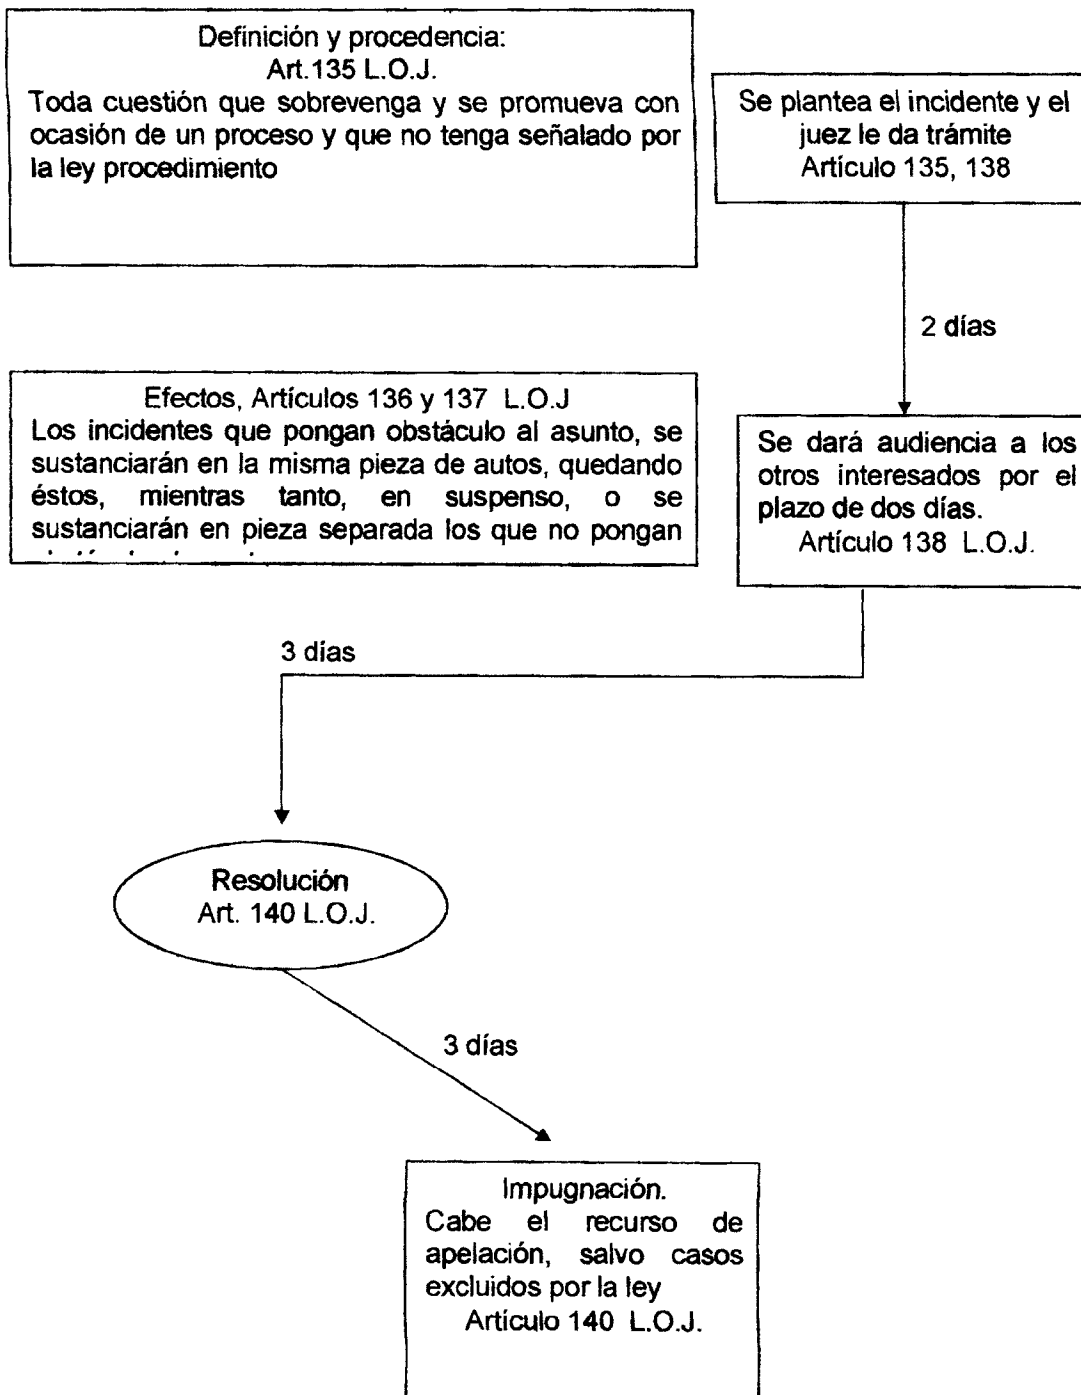 Definición y procedencia:
Art.135 L.O.J.
Toda cuestión que sobrevenga y se promueva con
ocasión de un proceso y que no tenga señalado por
la ley procedimiento
Se plantea el incidente y el
juez le da trámite
Artículo 135, 138
2 días
Efectos, Artículos 136 y 137 L.O.J
Los incidentes que pongan obstáculo al asunto, se
sustanciarán en la misma pieza de autos, quedando
éstos, mientras tanto, en suspenso, o se
sustanciarán en pieza separada los que no pongan
Se dará audiencia a los
otros interesados por el
plazo de dos días.
Artículo 138 L.O.J.
3 días
Resolución
Art. 140 L.O.J.
3 días
Impugnación.
Cabe el recurso de
apelación, salvo casos
excluidos por la ley
Artículo 140 L.O.J.